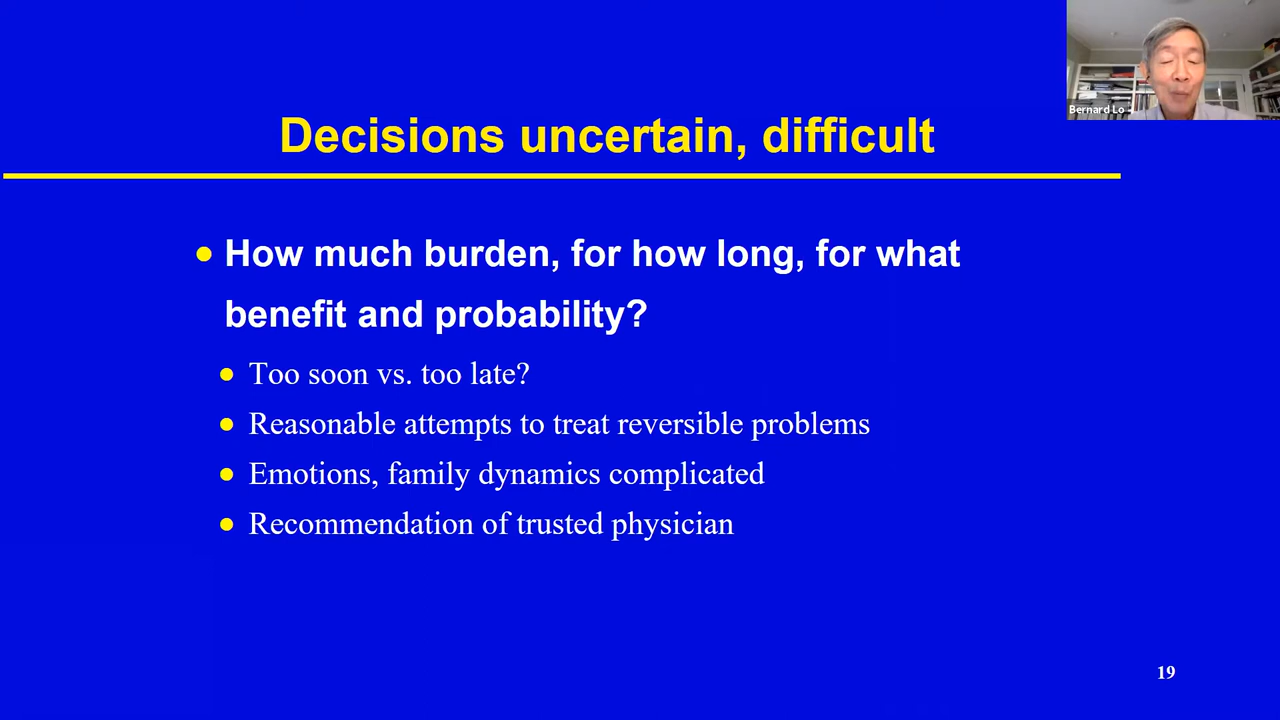 Bernard Lo
Decisions uncertain, difficult
How much burden, for how long, for what
benefit and probability?
Too soon vs. too late?
Reasonable attempts to treat reversible problems
Emotions, family dynamics complicated
Recommendation of trusted physician
19